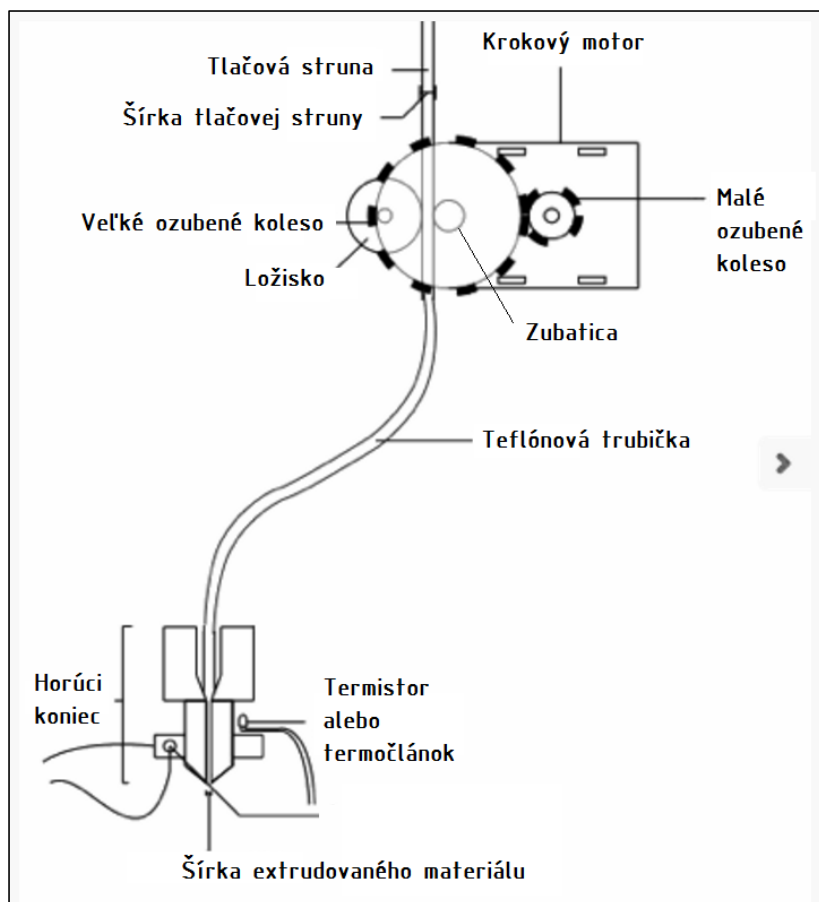 Krokový motor
Tlačová struna
Šírka tlačovej struny
Malé
ozubené
koleso
Veľké ozubené koleso
Ložisko
Zubatica
Teflónová trubička
Horúci
koniec
Termistor
alebo
termočlánok
Šírka extrudovaného materiálu